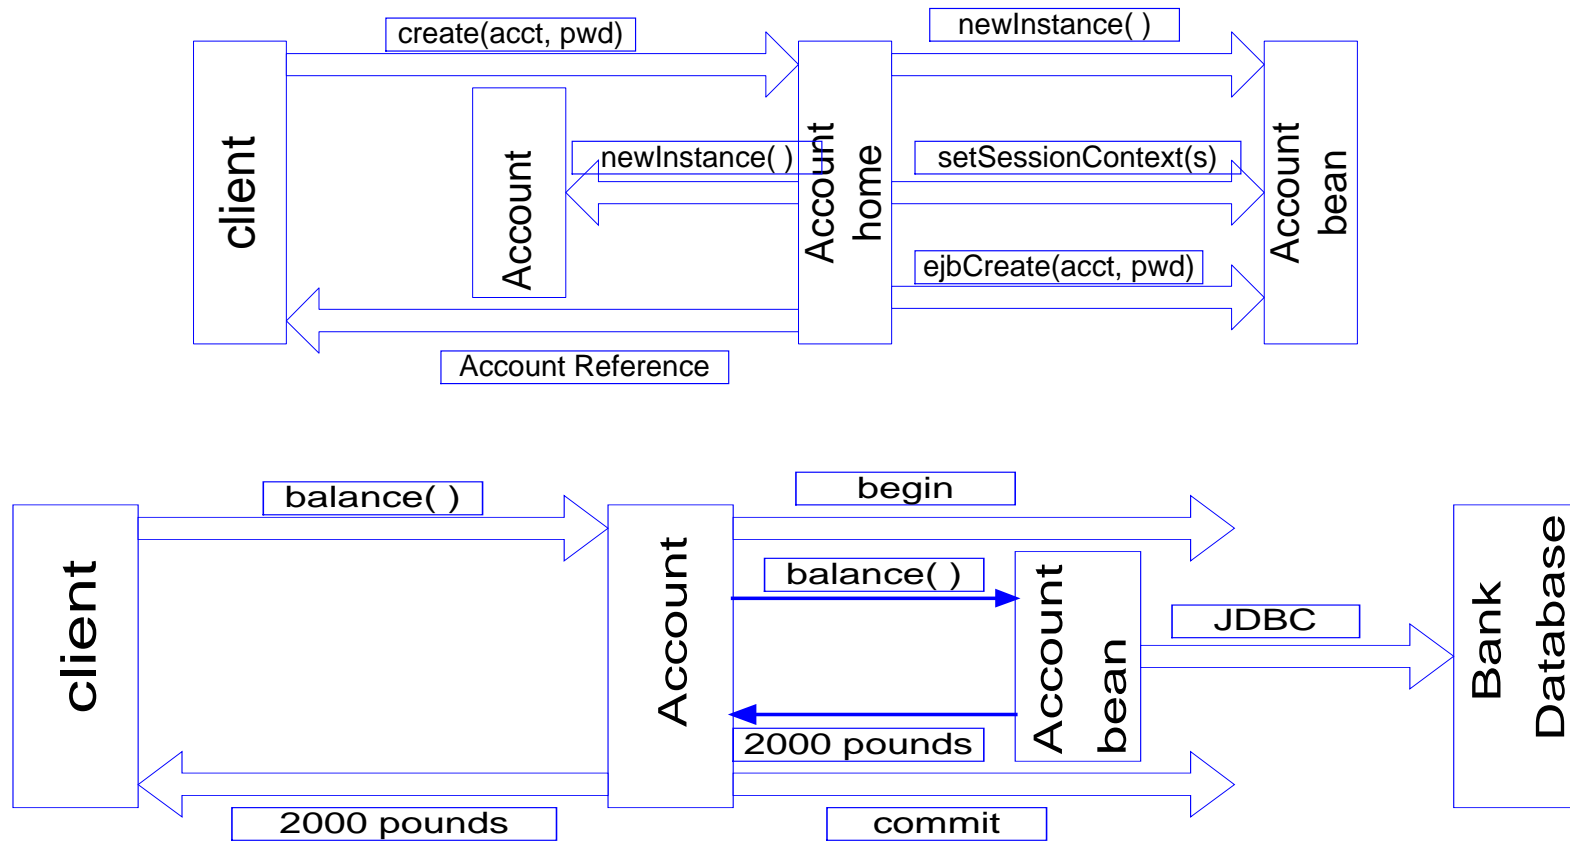 create(acct, pwd)
newInstance( )
client
Account
newInstance( )
Account
home
setSessionContext(s)
Account
bean
ejbCreate(acct, pwd)
Account Reference
balance( )
begin
client
Account
balance( )
Account
bean
JDBC
Bank
Database
2000 pounds
2000 pounds
commit